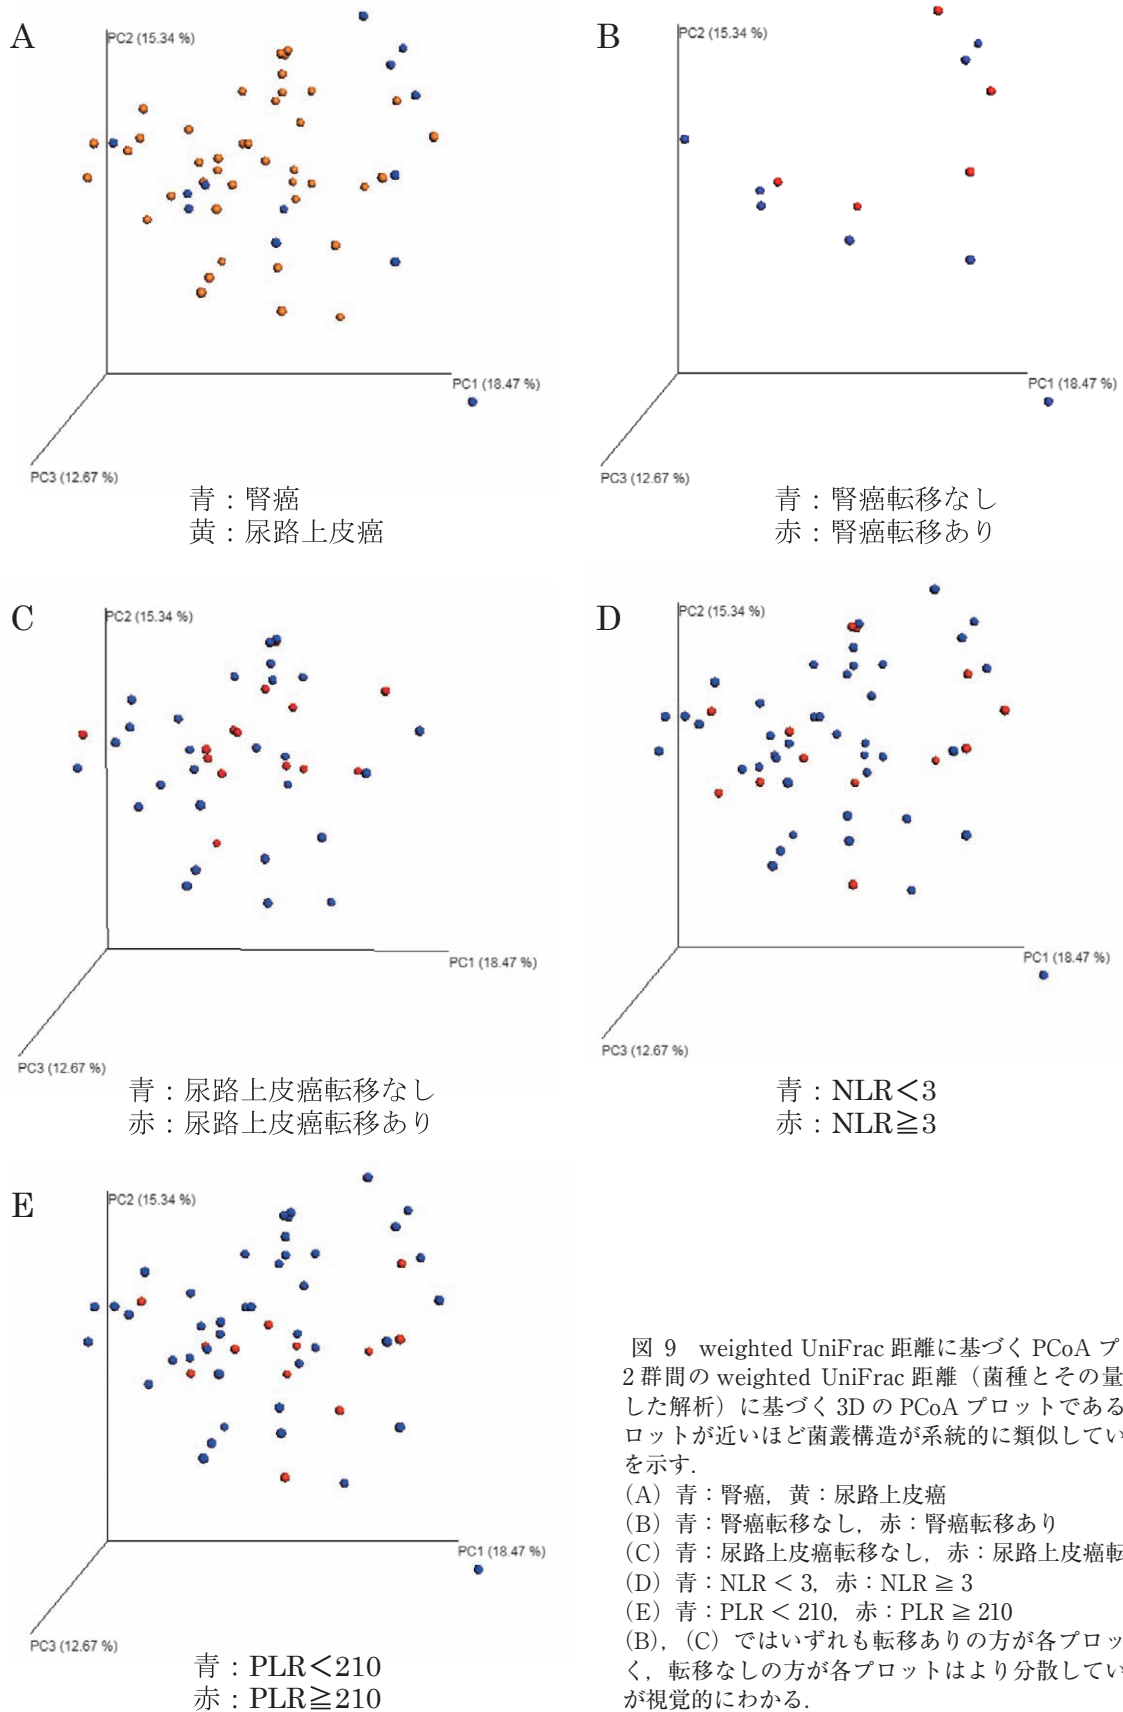 A
PC2 (15.34 %)
PC1 (18.47 %)
PC3 (12.67 %)
青：腎癌
黄：尿路上皮癌
B
PC2 (15.34 %)
PC1 (18.47 %)
PC3 (12.67 %)
青：腎癌転移なし
赤：腎癌転移あり
C
PC2 (15.34 %)
PC1 (18.47 %)
PC3 (12.67 %)
青：尿路上皮癌転移なし
赤：尿路上皮癌転移あり
D
PC2 (15.34 %)
PC1 (18.47 %)
PC3 (12.67 %)
青：NLR<3
赤：NLR≧3
E
PC2 (15.34 %)
PC1 (18.47 %)
PC3 (12.67 %)
青：PLR<210
赤：PLR≧210
図 9　weighted UniFrac 距離に基づく PCoA プ
2 群間の weighted UniFrac 距離（菌種とその量
した解析）に基づく 3D の PCoA プロットである
ロットが近いほど菌叢構造が系統的に類似してい
を示す．
（A）青：腎癌，黄：尿路上皮癌
（B）青：腎癌転移なし，赤：腎癌転移あり
（C）青：尿路上皮癌転移なし，赤：尿路上皮癌転
（D）青：NLR < 3，赤：NLR ≧ 3
（E）青：PLR < 210，赤：PLR ≧ 210
（B），（C）ではいずれも転移ありの方が各プロッ
く，転移なしの方が各プロットはより分散してい
が視覚的にわかる．